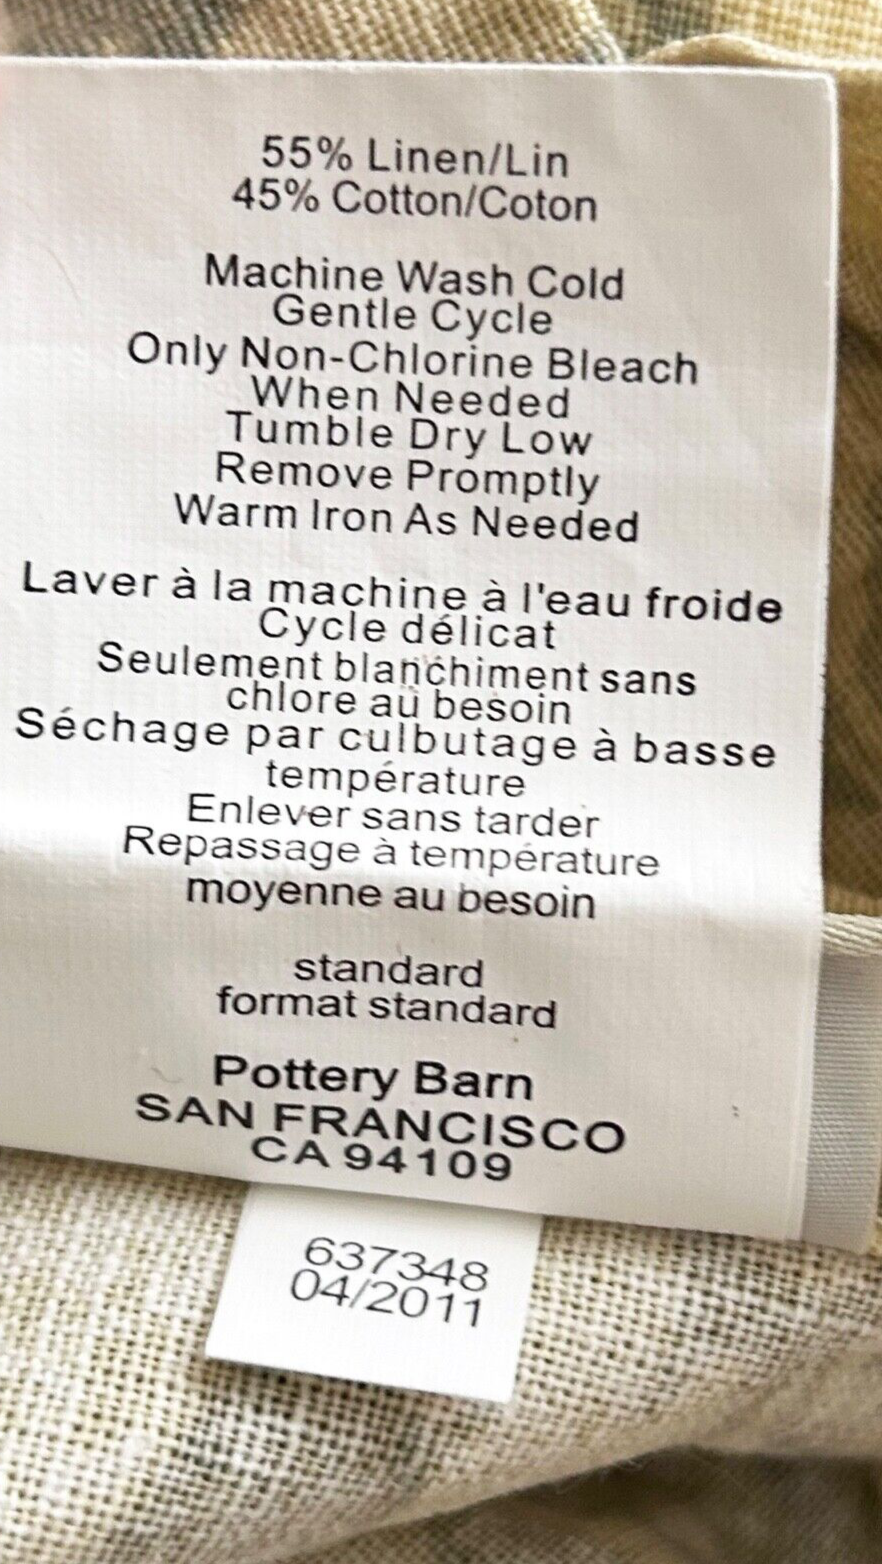 55% Linen/Lin
45% Cotton/Coton
Machine Wash Cold
Gentle Cycle
Only Non-Chlorine Bleach
When Needed
Tumble Dry Low
Remove Promptly
Warm Iron As Needed
Laver à la machine à l'eau froide
Cycle délicat
Seulement blanchiment sans
chlore au besoin
Séchage par culbutage à basse
température
Enlever sans tarder
Repassage à température
moyenne au besoin
standard
format standard
Pottery Barn
SAN FRANCISCO
CA 94109
637348
04/2011